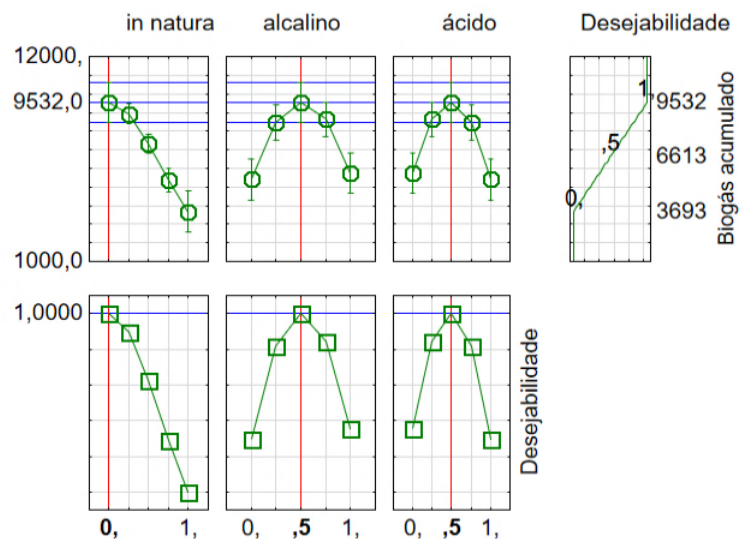 in natura alcalino ácido Desejabilidade
12000,
9532,0
1000,0
1, 9532
,5 6613
0, 3693
Biogás acumulado
1,0000
Desejabilidade
0, 1, 0, ,5 1, 0, ,5 1,